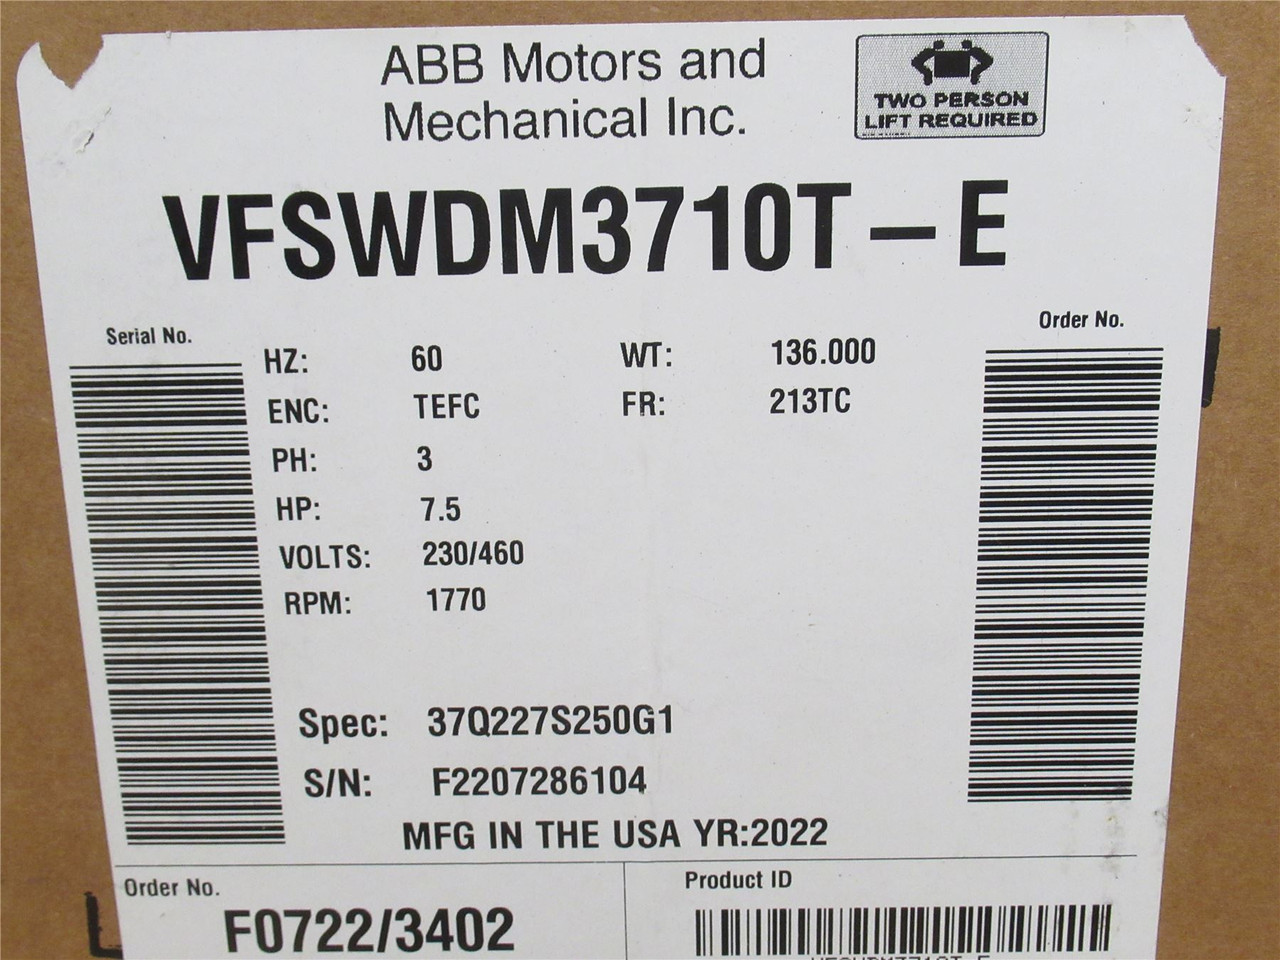 ABB Motors and
Mechanical Inc.
TWO PERSON
LIFT REQUIRED
VFSWDM3710T - E
Serial No.
Order No.
HZ: 60 WT: 136.000
ENC: TEFC FR: 213TC
PH: 3
HP: 7.5
VOLTS: 230/460
RPM: 1770
Spec: 37Q227S250G1
S/N: F2207286104
MFG IN THE USA YR:2022
Order No.
F0722/3402
Product ID